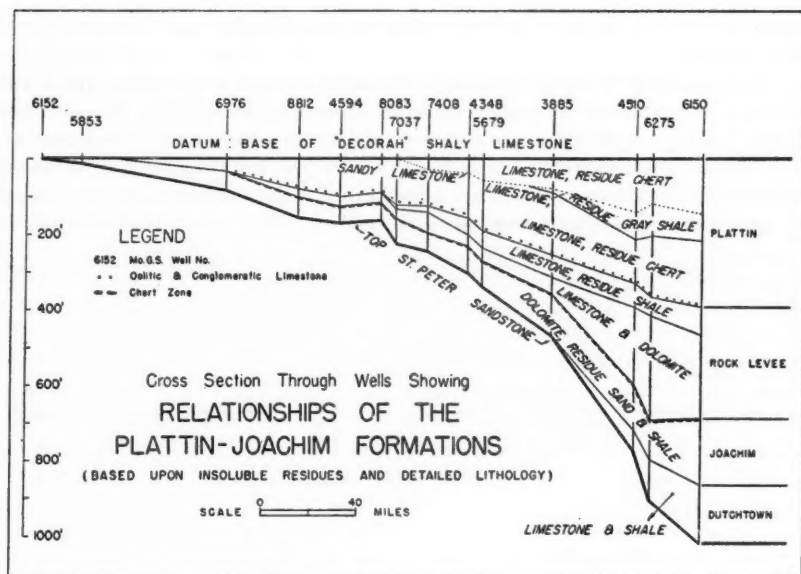 6152 6976 8812 4594 8083 7408 4348 3885 4510 6150
5853 7037 5679 6275
DATUM : BASE OF "DECORAH" SHALY LIMESTONE
SANDY LIMESTONE
LIMESTONE, RESIDUE CHERT
LIMESTONE, RESIDUE GRAY SHALE
LIMESTONE, RESIDUE CHERT
LIMESTONE, RESIDUE SHALE
LIMESTONE & DOLOMITE
DOLOMITE RESIDUE SAND & SHALE
LIMESTONE & SHALE
TOP ST. PETER SANDSTONE
PLATTIN
ROCK LEVEE
JOACHIM
DUTCHTOWN
200'
400'
600'
800'
1000'
LEGEND
6152 Mo.G.S. Well No.
Oolitic & Conglomeratic Limestone
Chert Zone
Cross Section Through Wells Showing
RELATIONSHIPS OF THE
PLATTIN-JOACHIM FORMATIONS
(BASED UPON INSOLUBLE RESIDUES AND DETAILED LITHOLOGY)
SCALE 0 40 MILES